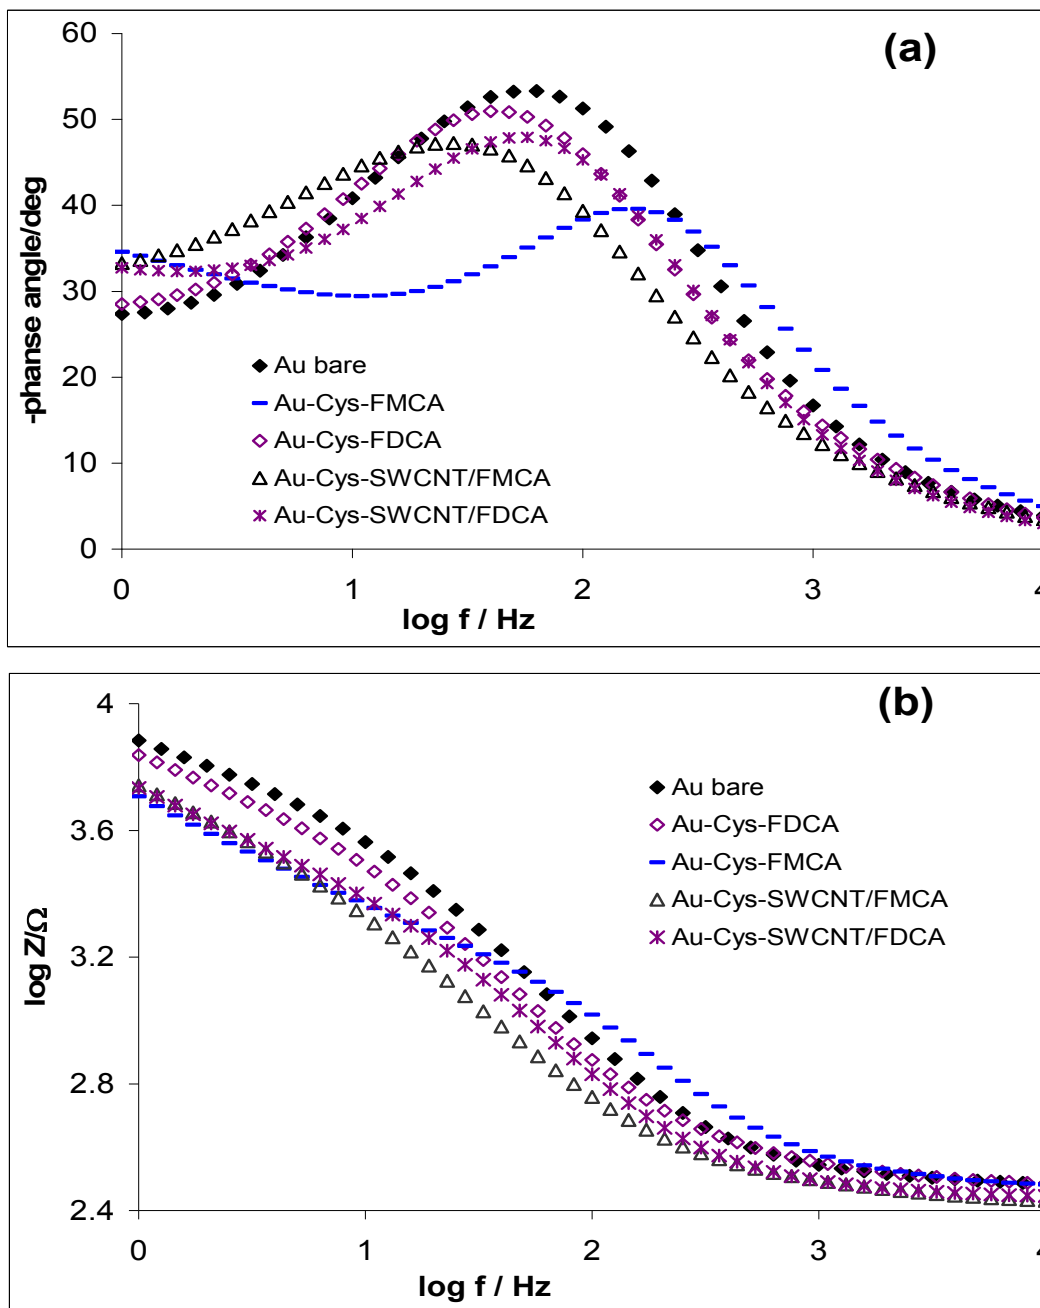 (a)
60
50
40
30
20
10
0
-phanse angle/deg
Au bare
Au-Cys-FMCA
Au-Cys-FDCA
Au-Cys-SWCNT/FMCA
Au-Cys-SWCNT/FDCA
0 1 2 3 4
log f / Hz
(b)
4
3.6
3.2
2.8
2.4
log Z/Ω
Au bare
Au-Cys-FDCA
Au-Cys-FMCA
Au-Cys-SWCNT/FMCA
Au-Cys-SWCNT/FDCA
0 1 2 3 4
log f / Hz